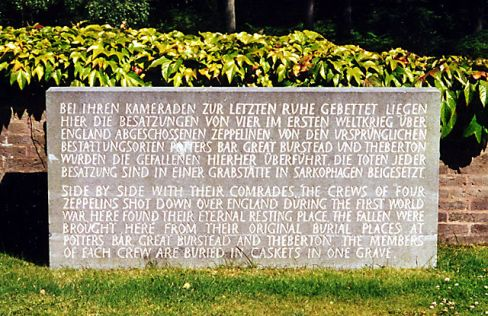 BEI IHREN KAMERADEN ZUR LETZTEN RUHE GEBETTET LIEGEN
HIER DIE BESATZUNGEN VON VIER IM ERSTEN WELTKRIEG ÜBER
ENGLAND ABGESCHOSSENEN ZEPPELINEN. VON DEN URSPRÜNGLICHEN
BESTATTUNGSORTEN POTTERS BAR GREAT BURSTEAD UND THEBERTON
WURDEN DIE GEFALLENEN HIERHER ÜBERFÜHRT. DIE TOTEN JEDER
BESATZUNG SIND IN EINER GRABSTÄTTE IN SARKOPHAGEN BEIGESETZT.
SIDE BY SIDE WITH THEIR COMRADES, THE CREWS OF FOUR
ZEPPELINS SHOT DOWN OVER ENGLAND DURING THE FIRST WORLD
WAR HERE FOUND THEIR ETERNAL RESTING PLACE. THE FALLEN WERE
BROUGHT HERE FROM THEIR ORIGINAL BURIAL PLACES AT
POTTERS BAR, GREAT BURSTEAD AND THEBERTON. THE MEMBERS
OF EACH CREW ARE BURIED IN CASKETS IN ONE GRAVE.